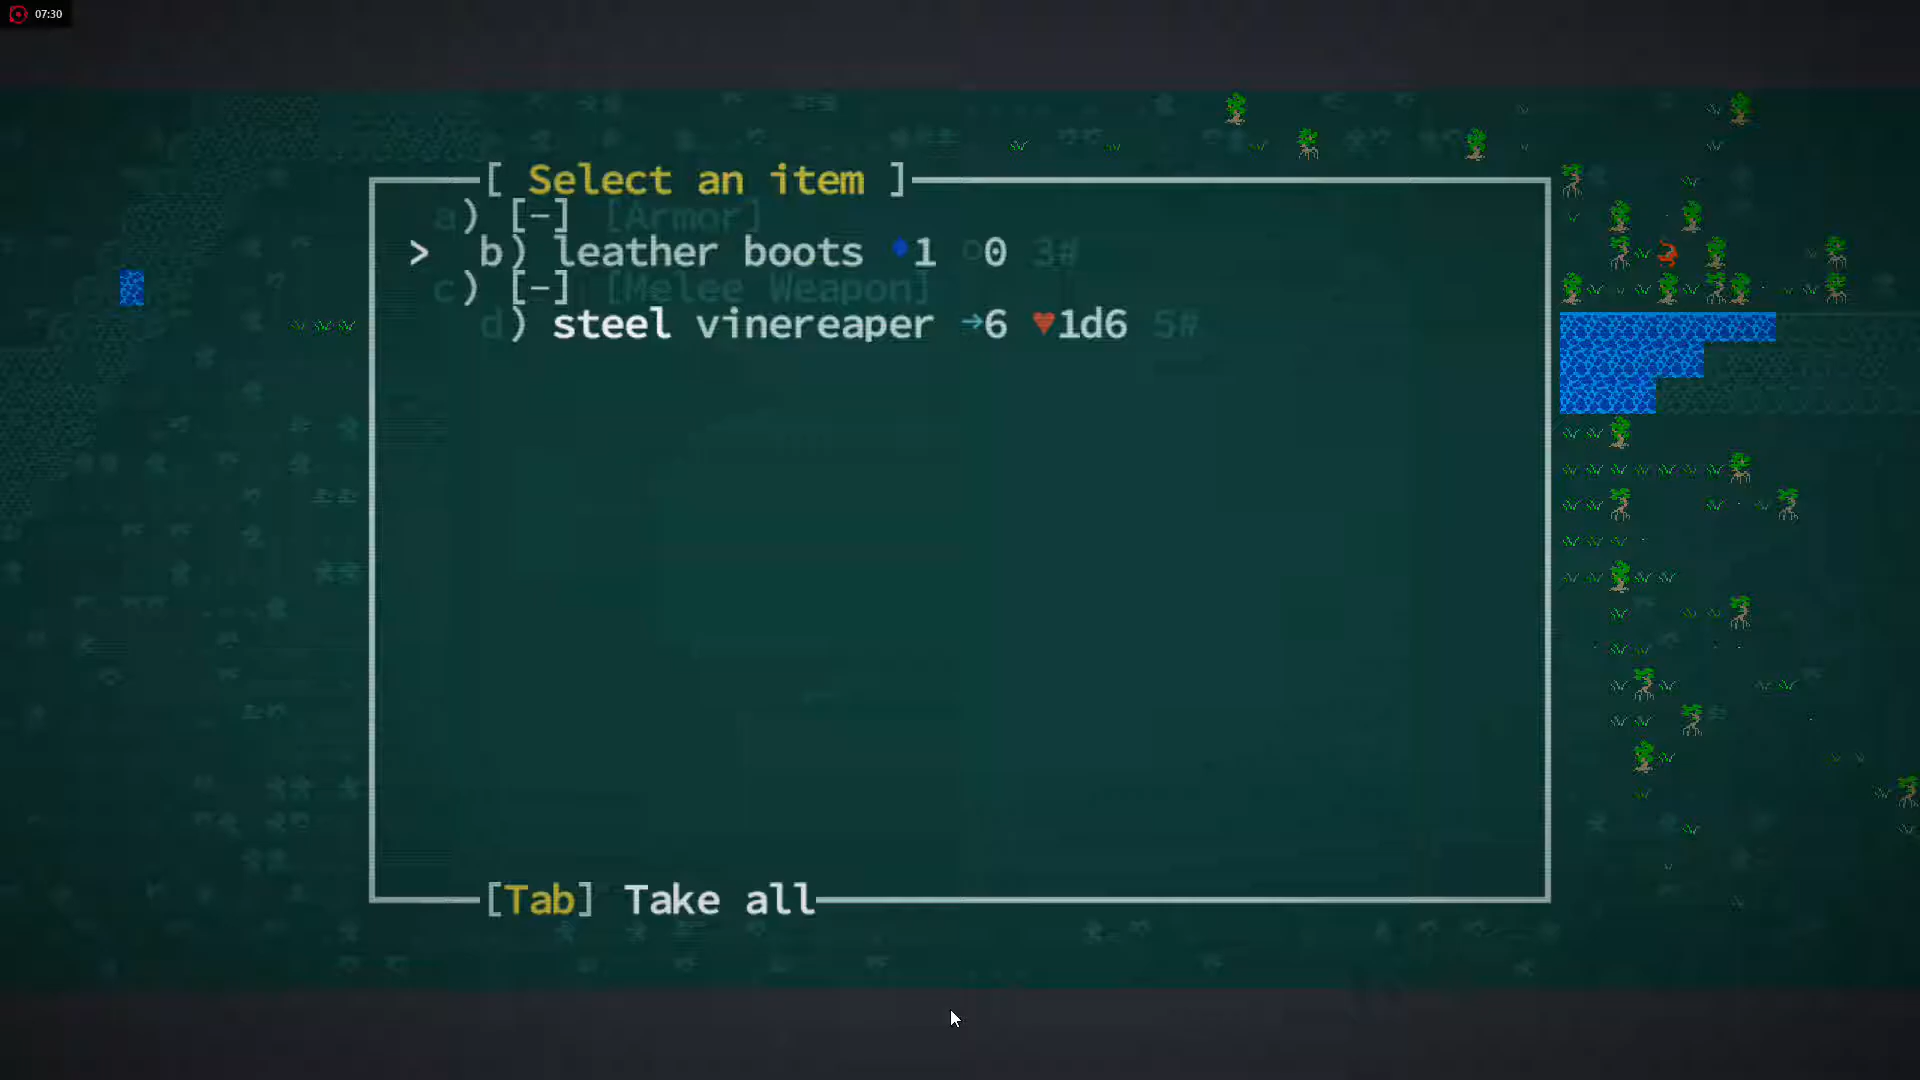 07:30
[ Select an item ]
a) [-] [Armor]
> b) leather boots ♦1 ○0 3#
c) [-] [Melee Weapon]
d) steel vinereaper →6 ♥1d6 5#
[Tab] Take all